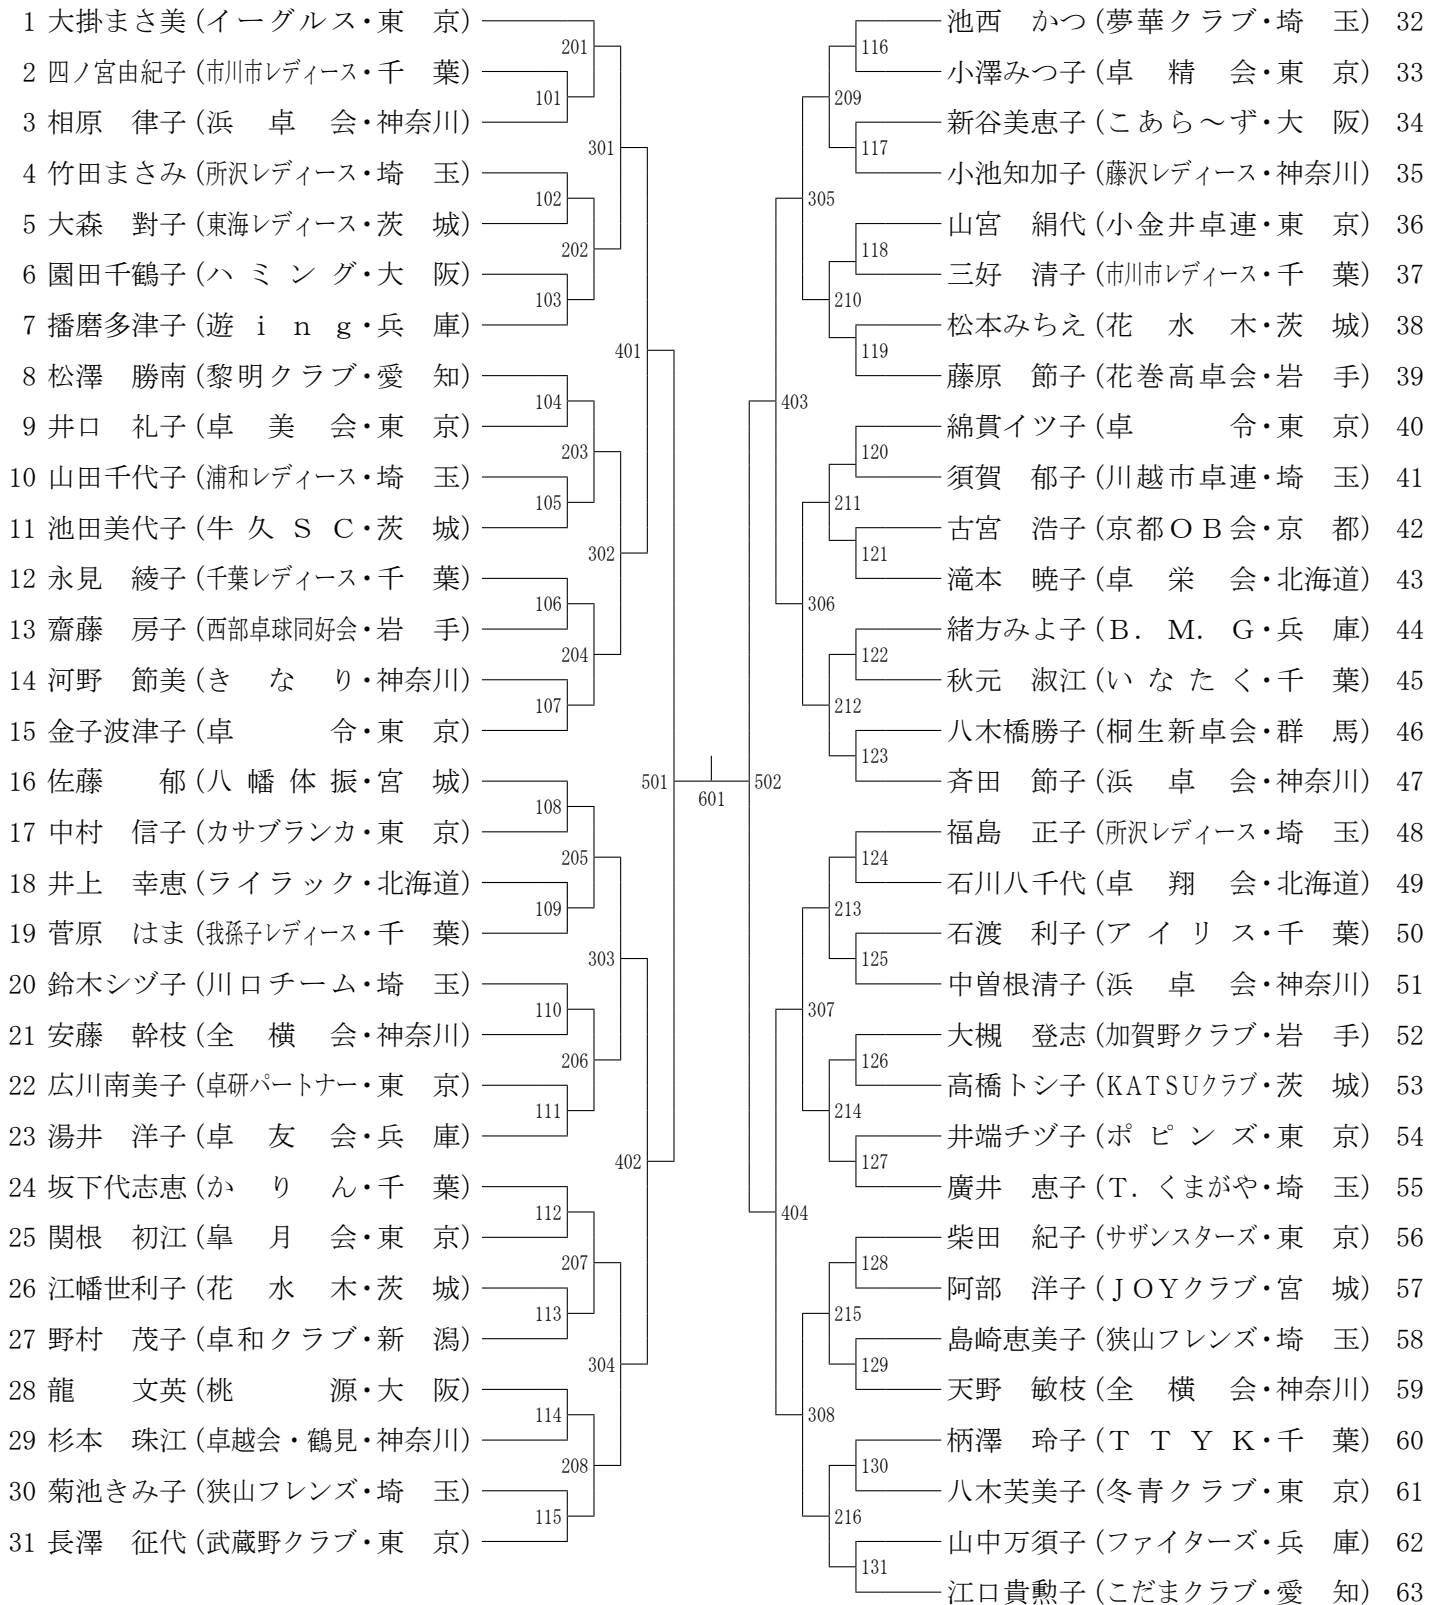 1 大掛まさ美 (イーグルス・東　京)
201
2 四ノ宮由紀子 (市川市レディース・千　葉)
101
3 相原　律子 (浜　卓　会・神奈川)
301
4 竹田まさみ (所沢レディース・埼　玉)
102
5 大森　對子 (東海レディース・茨　城)
202
6 園田千鶴子 (ハ ミ ン グ・大　阪)
103
7 播磨多津子 (遊 ｉ ｎ ｇ・兵　庫)
401
8 松澤　勝南 (黎明クラブ・愛　知)
104
9 井口　礼子 (卓　美　会・東　京)
203
10 山田千代子 (浦和レディース・埼　玉)
105
11 池田美代子 (牛 久 Ｓ Ｃ・茨　城)
302
12 永見　綾子 (千葉レディース・千　葉)
106
13 齋藤　房子 (西部卓球同好会・岩　手)
204
14 河野　節美 (き　な　り・神奈川)
107
15 金子波津子 (卓　　　令・東　京)
16 佐藤　　郁 (八 幡 体 振・宮　城)
501
601
108
17 中村　信子 (カサブランカ・東　京)
205
18 井上　幸恵 (ライラック・北海道)
109
19 菅原　はま (我孫子レディース・千　葉)
303
20 鈴木シヅ子 (川口チーム・埼　玉)
110
21 安藤　幹枝 (全　横　会・神奈川)
206
22 広川南美子 (卓研パートナー・東　京)
111
23 湯井　洋子 (卓　友　会・兵　庫)
402
24 坂下代志恵 (か　り　ん・千　葉)
112
25 関根　初江 (皐　月　会・東　京)
207
26 江幡世利子 (花　水　木・茨　城)
113
27 野村　茂子 (卓和クラブ・新　潟)
304
28 龍　　文英 (桃　　　源・大　阪)
114
29 杉本　珠江 (卓越会・鶴見・神奈川)
208
30 菊池きみ子 (狭山フレンズ・埼　玉)
115
31 長澤　征代 (武蔵野クラブ・東　京)
池西　かつ (夢華クラブ・埼　玉) 32
116
小澤みつ子 (卓　精　会・東　京) 33
209
新谷美恵子 (こあら～ず・大　阪) 34
117
小池知加子 (藤沢レディース・神奈川) 35
305
山宮　絹代 (小金井卓連・東　京) 36
118
三好　清子 (市川市レディース・千　葉) 37
210
松本みちえ (花　水　木・茨　城) 38
119
藤原　節子 (花巻高卓会・岩　手) 39
403
綿貫イツ子 (卓　　　令・東　京) 40
120
須賀　郁子 (川越市卓連・埼　玉) 41
211
古宮　浩子 (京都ＯＢ会・京　都) 42
121
滝本　暁子 (卓　栄　会・北海道) 43
306
緒方みよ子 (Ｂ．Ｍ．Ｇ・兵　庫) 44
122
秋元　淑江 (い な た く・千　葉) 45
212
八木橋勝子 (桐生新卓会・群　馬) 46
123
斉田　節子 (浜　卓　会・神奈川) 47
502
福島　正子 (所沢レディース・埼　玉) 48
124
石川八千代 (卓　翔　会・北海道) 49
213
石渡　利子 (ア イ リ ス・千　葉) 50
125
中曽根清子 (浜　卓　会・神奈川) 51
307
大槻　登志 (加賀野クラブ・岩　手) 52
126
高橋トシ子 (KATSUクラブ・茨　城) 53
214
井端チヅ子 (ポ ピ ン ズ・東　京) 54
127
廣井　恵子 (Ｔ．くまがや・埼　玉) 55
404
柴田　紀子 (サザンスターズ・東　京) 56
128
阿部　洋子 (ＪＯＹクラブ・宮　城) 57
215
島崎恵美子 (狭山フレンズ・埼　玉) 58
129
天野　敏枝 (全　横　会・神奈川) 59
308
柄澤　玲子 (Ｔ Ｔ Ｙ Ｋ・千　葉) 60
130
八木芙美子 (冬青クラブ・東　京) 61
216
山中万須子 (ファイターズ・兵　庫) 62
131
江口貴勲子 (こだまクラブ・愛　知) 63